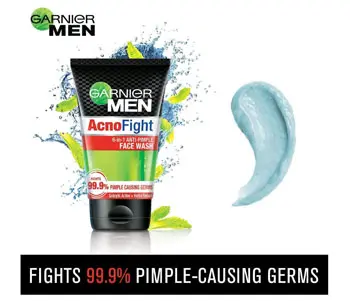 GARNIER
MEN
GARNIER
MEN
AcnoFight
6-in-1 ANTI-PIMPLE
FACE WASH
FIGHTS
99.9% PIMPLE-CAUSING GERMS
FIGHTS 99.9% PIMPLE-CAUSING GERMS